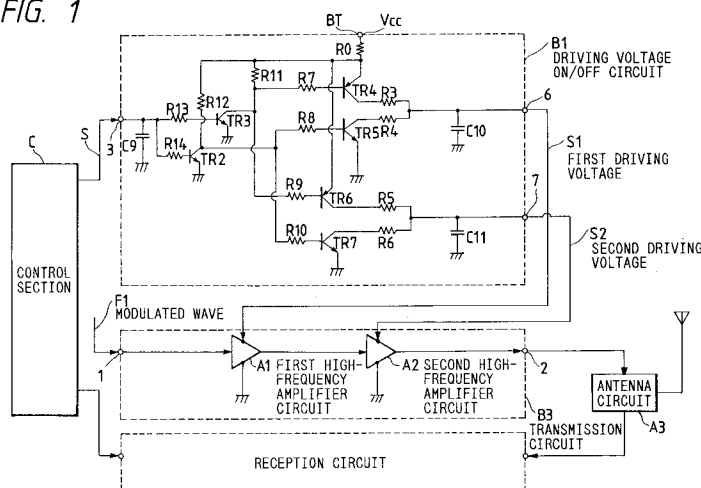 FIG. 1
BT
Vcc
R0
B1
DRIVING VOLTAGE
ON/OFF CIRCUIT
R11
R7
TR4
R3
6
R12
R13
TR3
R8
TR5
R4
C10
S1
FIRST DRIVING
VOLTAGE
C
S
3
C9
R14
TR2
R9
TR6
R5
7
R10
TR7
R6
C11
S2
SECOND DRIVING
VOLTAGE
CONTROL
SECTION
F1
MODULATED WAVE
1
A1
FIRST HIGH-
FREQUENCY
AMPLIFIER
CIRCUIT
A2
SECOND HIGH-
FREQUENCY
AMPLIFIER
CIRCUIT
2
B3
TRANSMISSION
CIRCUIT
ANTENNA
CIRCUIT
A3
RECEPTION CIRCUIT